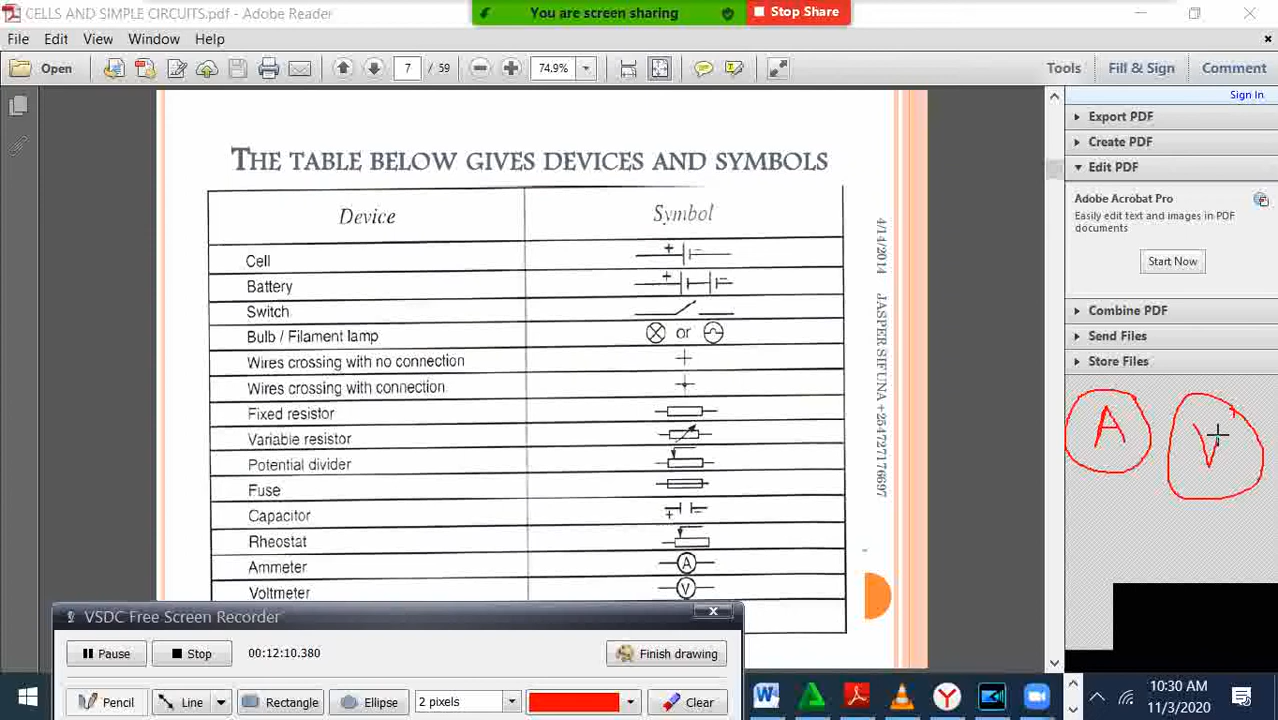 CELLS AND SIMPLE CIRCUITS.pdf - Adobe Reader
You are screen sharing
Stop Share
File Edit View Window Help
Open
7 / 59
74.9%
Tools Fill & Sign Comment
Sign In
THE TABLE BELOW GIVES DEVICES AND SYMBOLS
Device Symbol
Cell +
Battery +
Switch
Bulb / Filament lamp or
Wires crossing with no connection
Wires crossing with connection
Fixed resistor
Variable resistor
Potential divider
Fuse
Capacitor +
Rheostat
Ammeter A
Voltmeter V
4/14/2014 JASPER SIFUNA +254727176697
Export PDF
Create PDF
Edit PDF
Adobe Acrobat Pro
Easily edit text and images in PDF
documents
Start Now
Combine PDF
Send Files
Store Files
A V
VSDC Free Screen Recorder
Pause Stop 00:12:10.380 Finish drawing
Pencil Line Rectangle Ellipse 2 pixels Clear
10:30 AM
11/3/2020